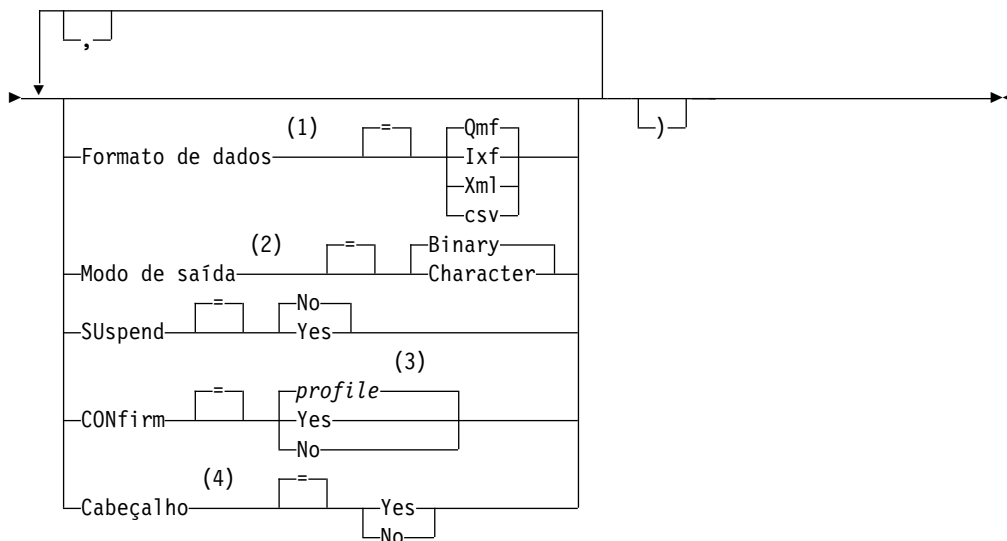 ,
(1) = Qmf
Formato de dados Ixf )
Xml
csv
(2) = Binary
Modo de saída Character
= No
SUspend Yes
(3)
= profile
CONfirm Yes
No
(4) =
Cabeçalho Yes
No